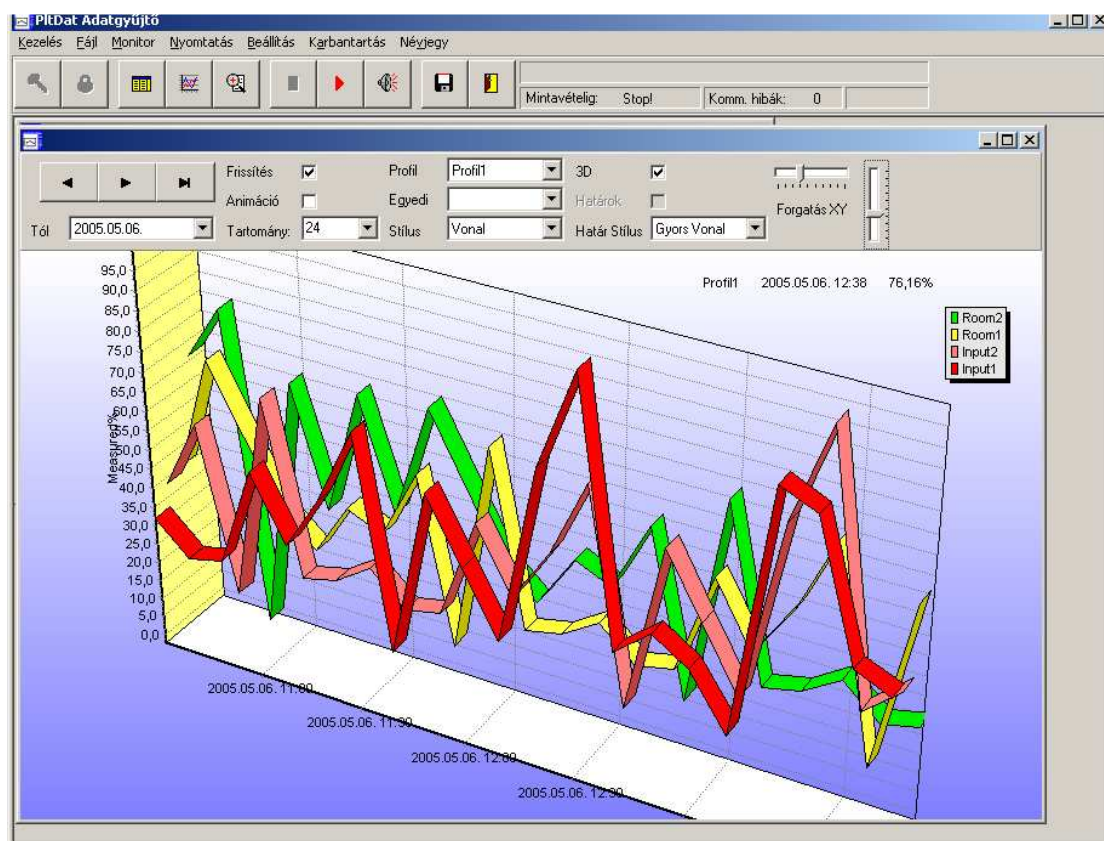 PltDat Adatgyűjtő
Kezelés Fájl Monitor Nyomtatás Beállítás Karbantartás Névjegy
Mintavételig: Stop! Komm. hibák: 0
Frissítés Profil Profil1 3D
Animáció Egyedi Határok
Forgatás XY
Tól 2005.05.06. Tartomány: 24 Stílus Vonal Határ Stílus Gyors Vonal
Profil1 2005.05.06. 12:38 76,16%
Room2
Room1
Input2
Input1
95,0
90,0
85,0
80,0
75,0
70,0
65,0
60,0
55,0
50,0
45,0
40,0
35,0
30,0
25,0
20,0
15,0
10,0
5,0
0,0
Measured%
2005.05.06. 11:00
2005.05.06. 11:30
2005.05.06. 12:00
2005.05.06. 12:30